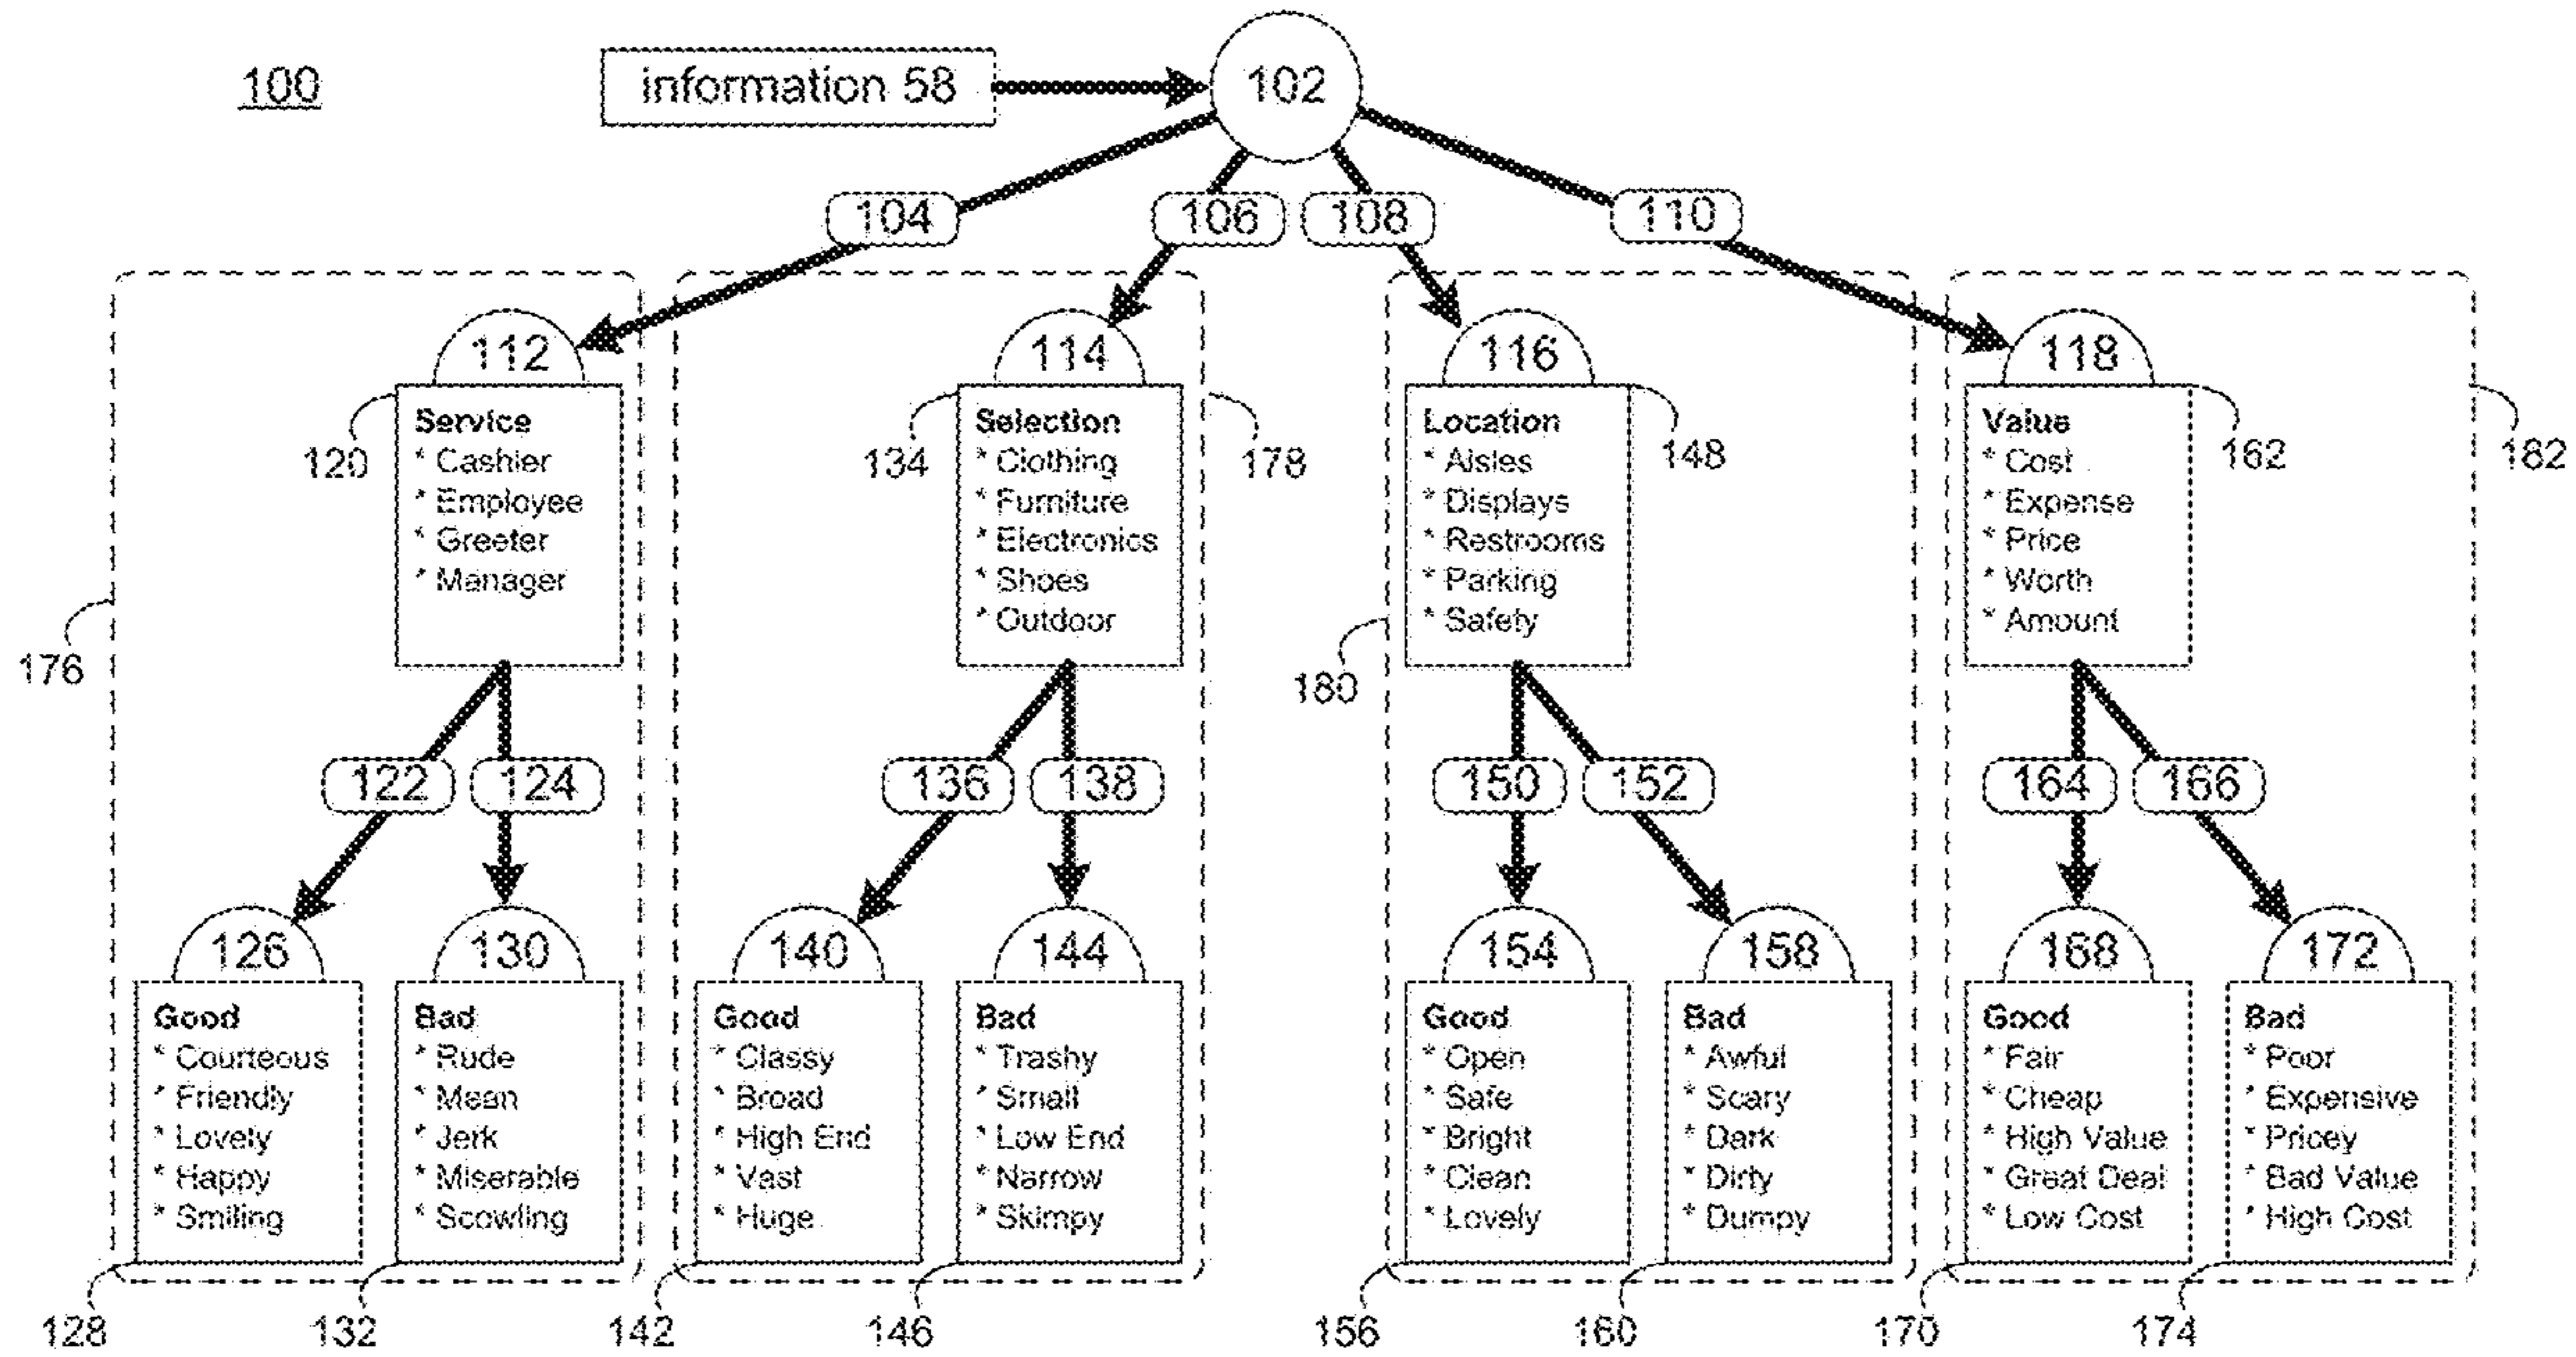 100
information 58
102
104
106
108
110
112
114
116
118
120
Service
* Cashier
* Employee
* Greeter
* Manager
134
Selection
* Clothing
* Furniture
* Electronics
* Shoes
* Outdoor
178
Location
* Aisles
* Displays
* Restrooms
* Parking
* Safety
148
Value
* Cost
* Expense
* Price
* Worth
* Amount
162
182
176
180
122
124
136
138
150
152
164
166
126
130
140
144
154
158
168
172
Good
* Courteous
* Friendly
* Lovely
* Happy
* Smiling
Bad
* Rude
* Mean
* Jerk
* Miserable
* Scowling
Good
* Classy
* Broad
* High End
* Vast
* Huge
Bad
* Trashy
* Small
* Low End
* Narrow
* Skimpy
Good
* Open
* Safe
* Bright
* Clean
* Lovely
Bad
* Awful
* Scary
* Dark
* Dirty
* Dumpy
Good
* Fair
* Cheap
* High Value
* Great Deal
* Low Cost
Bad
* Poor
* Expensive
* Pricey
* Bad Value
* High Cost
128
132
142
146
156
160
170
174